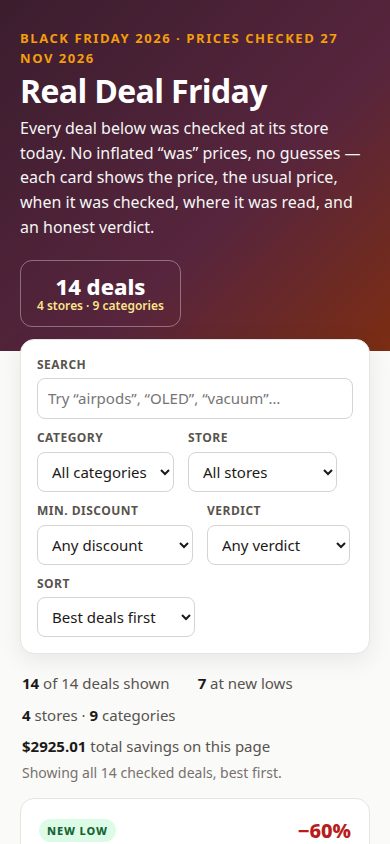 BLACK FRIDAY 2026 · PRICES CHECKED 27
NOV 2026
Real Deal Friday
Every deal below was checked at its store
today. No inflated “was” prices, no guesses —
each card shows the price, the usual price,
when it was checked, where it was read, and
an honest verdict.
14 deals
4 stores · 9 categories
SEARCH
Try “airpods”, “OLED”, “vacuum”...
CATEGORY STORE
All categories All stores
MIN. DISCOUNT VERDICT
Any discount Any verdict
SORT
Best deals first
14 of 14 deals shown 7 at new lows
4 stores · 9 categories
$2925.01 total savings on this page
Showing all 14 checked deals, best first.
NEW LOW −60%